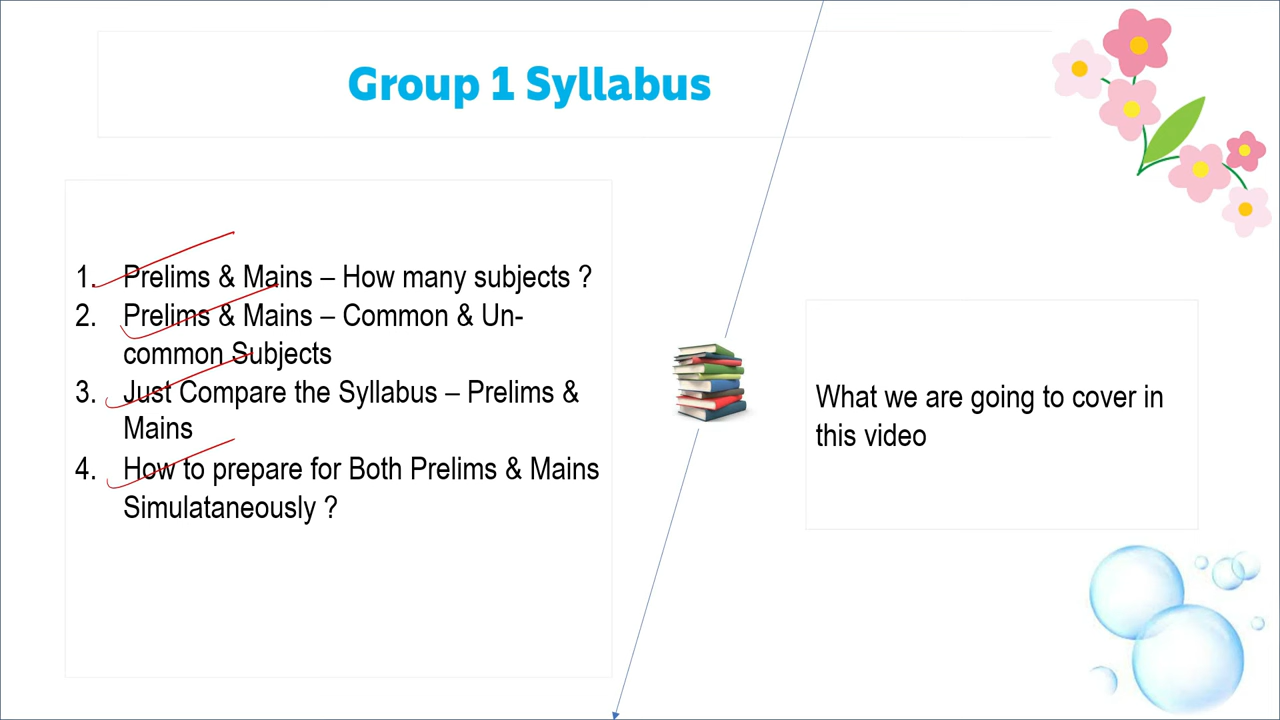 Group 1 Syllabus
1. Prelims & Mains – How many subjects ?
2. Prelims & Mains – Common & Un-
common Subjects
3. Just Compare the Syllabus – Prelims &
Mains
4. How to prepare for Both Prelims & Mains
Simulataneously ?
What we are going to cover in
this video